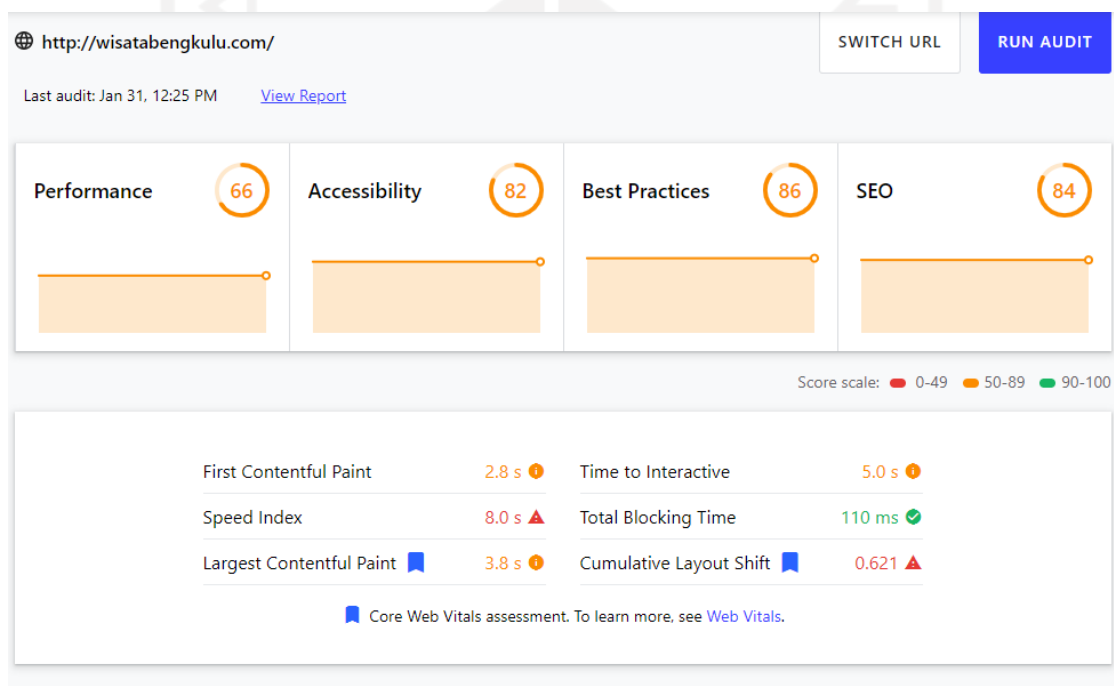 http://wisatabengkulu.com/
SWITCH URL
RUN AUDIT
Last audit: Jan 31, 12:25 PM View Report
Performance 66
Accessibility 82
Best Practices 86
SEO 84
Score scale: 0-49 50-89 90-100
First Contentful Paint 2.8 s
Time to Interactive 5.0 s
Speed Index 8.0 s
Total Blocking Time 110 ms
Largest Contentful Paint 3.8 s
Cumulative Layout Shift 0.621
Core Web Vitals assessment. To learn more, see Web Vitals.